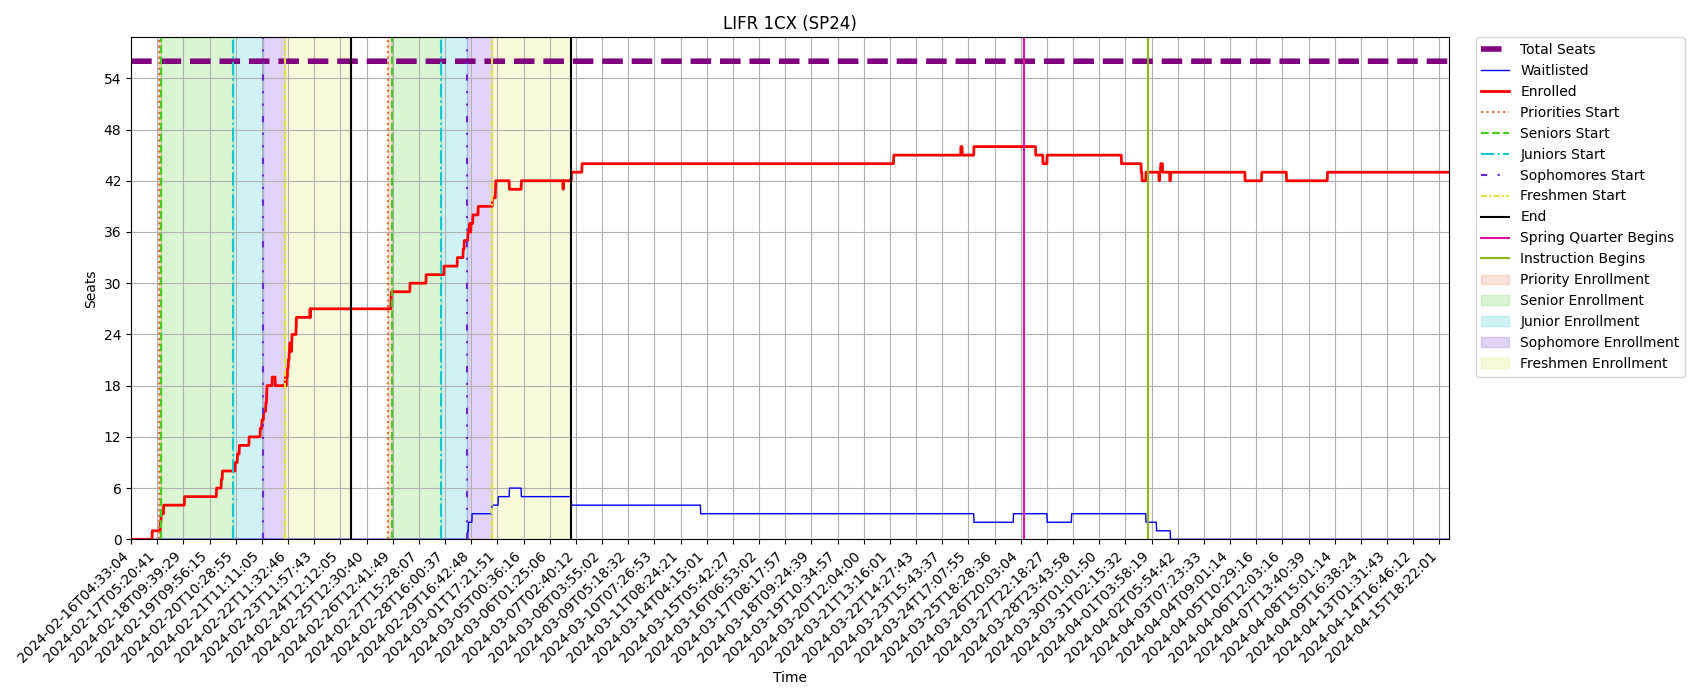 LIFR 1CX (SP24)
Total Seats
Waitlisted
Enrolled
Priorities Start
Seniors Start
Juniors Start
Sophomores Start
Freshmen Start
End
Spring Quarter Begins
Instruction Begins
Priority Enrollment
Senior Enrollment
Junior Enrollment
Sophomore Enrollment
Freshmen Enrollment
Seats
54
48
42
36
30
24
18
12
6
0
2024-02-16T04:33:04
2024-02-17T05:20:41
2024-02-18T09:39:29
2024-02-19T09:56:15
2024-02-20T10:28:55
2024-02-21T11:11:05
2024-02-22T11:32:46
2024-02-23T11:57:43
2024-02-24T12:12:05
2024-02-25T12:30:40
2024-02-26T12:41:49
2024-02-27T15:28:07
2024-02-28T16:00:37
2024-02-29T16:42:48
2024-03-01T17:21:51
2024-03-05T00:36:16
2024-03-06T01:25:06
2024-03-07T02:40:12
2024-03-08T03:55:02
2024-03-09T05:18:32
2024-03-10T07:26:53
2024-03-11T08:24:21
2024-03-14T04:15:01
2024-03-15T05:42:27
2024-03-16T06:53:02
2024-03-17T08:17:57
2024-03-18T09:24:39
2024-03-19T10:34:57
2024-03-20T12:04:00
2024-03-21T13:16:01
2024-03-22T14:27:43
2024-03-23T15:43:37
2024-03-24T17:07:55
2024-03-25T18:28:36
2024-03-26T20:03:04
2024-03-27T22:18:27
2024-03-28T23:43:58
2024-03-30T01:01:50
2024-03-31T02:15:32
2024-04-01T03:58:19
2024-04-02T05:54:42
2024-04-03T07:23:33
2024-04-04T09:01:14
2024-04-05T10:29:16
2024-04-06T12:03:16
2024-04-07T13:40:39
2024-04-08T15:01:14
2024-04-09T16:38:24
2024-04-13T01:31:43
2024-04-14T16:46:12
2024-04-15T18:22:01
Time